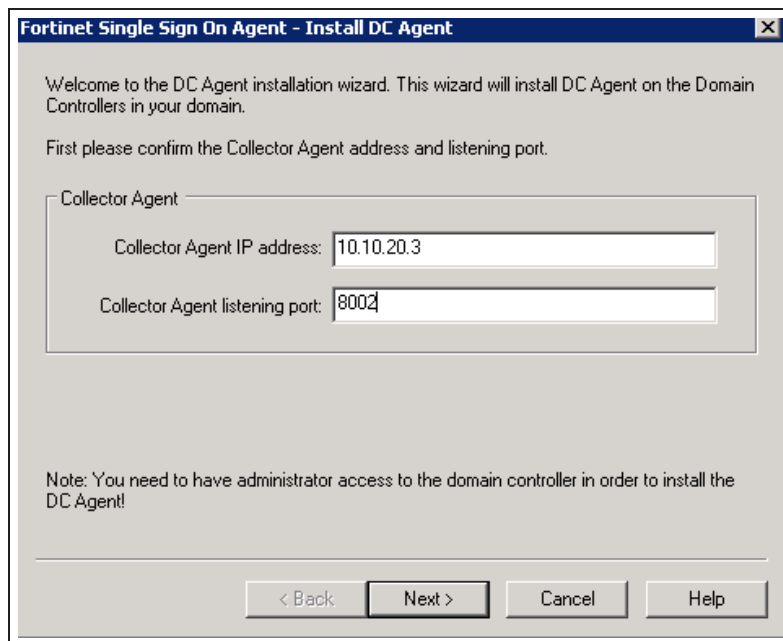 Fortinet Single Sign On Agent - Install DC Agent
Welcome to the DC Agent installation wizard. This wizard will install DC Agent on the Domain
Controllers in your domain.
First please confirm the Collector Agent address and listening port.
Collector Agent
Collector Agent IP address: 10.10.20.3
Collector Agent listening port: 8002
Note: You need to have administrator access to the domain controller in order to install the
DC Agent!
< Back Next > Cancel Help